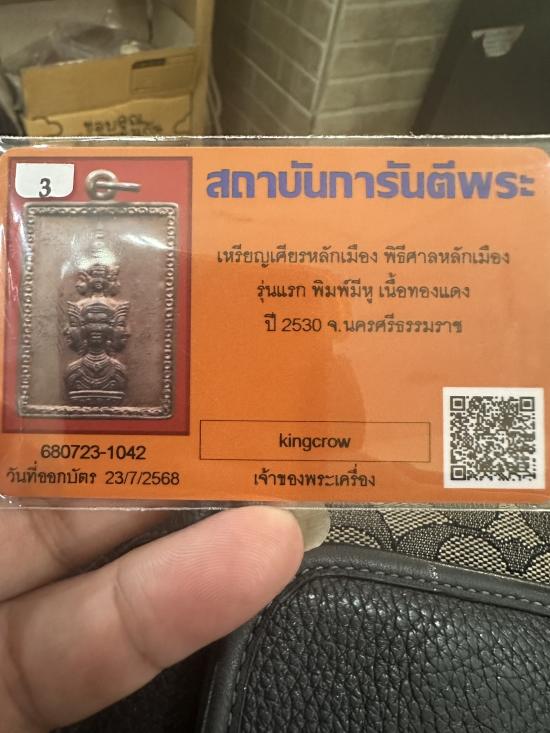 ขอบคุณ
3
สถาบันการันตีพระ
เหรียญเศียรหลักเมือง พิธีศาลหลักเมือง
รุ่นแรก พิมพ์มีหู เนื้อทองแดง
ปี 2530 จ.นครศรีธรรมราช
kingcrow
680723-1042
วันที่ออกบัตร 23/7/2568
เจ้าของพระเครื่อง